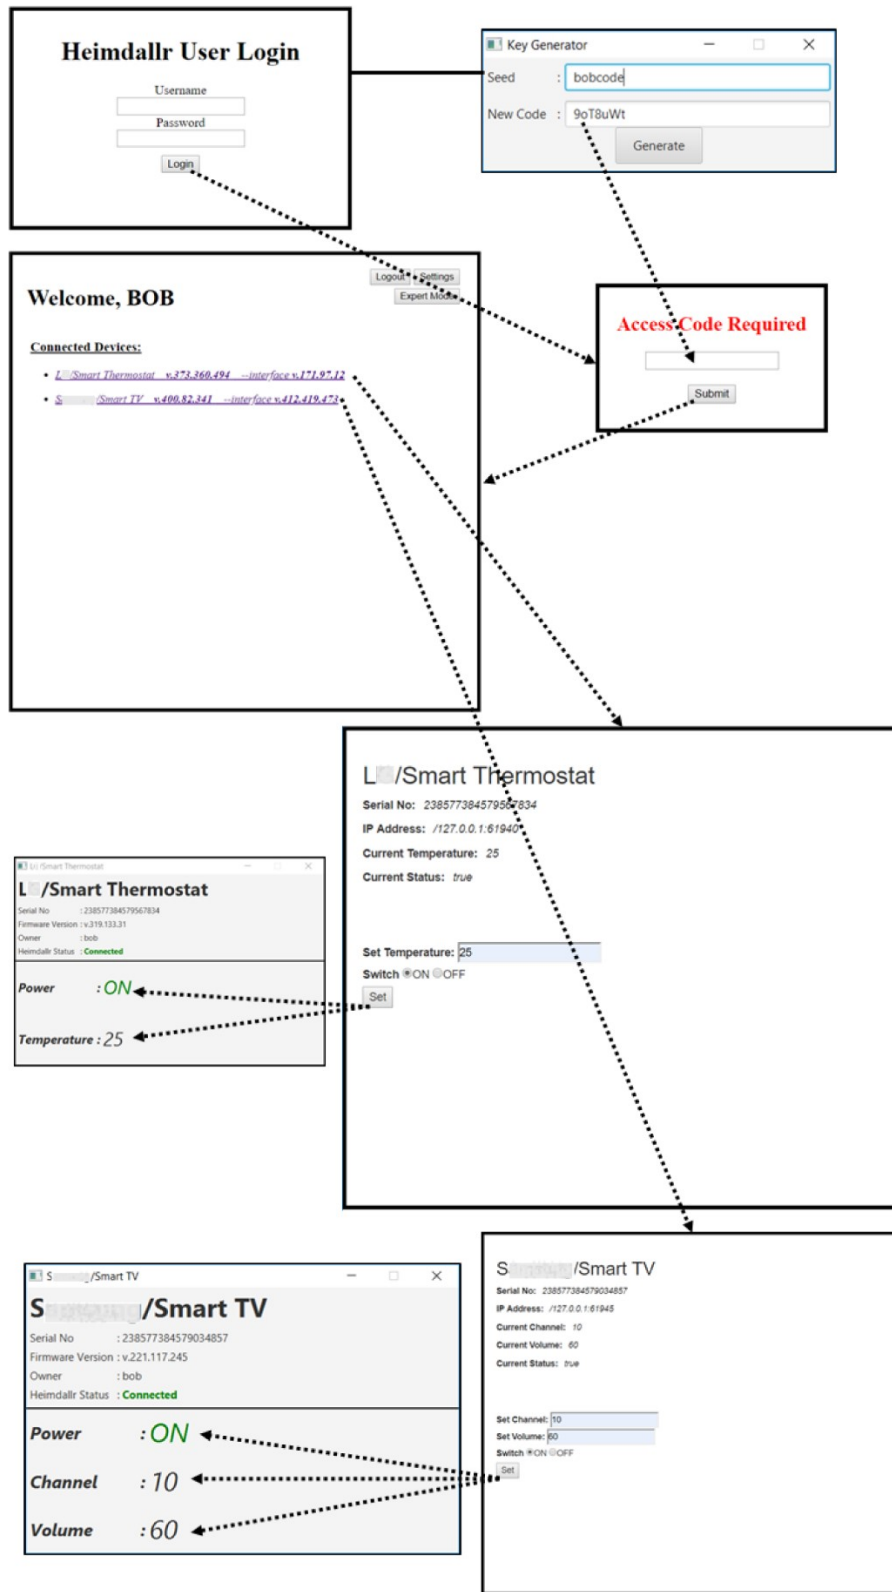 Heimdallr User Login
Username
Password
Login
Key Generator
Seed : bobcode
New Code : 9oT8uWt
Generate
Logout Settings
Expert Mode
Welcome, BOB
Connected Devices:
/Smart Thermostat v.373.360.494 --interface v.171.97.12
/Smart TV v.400.82.341 --interface v.412.419.473
Access Code Required
Submit
/Smart Thermostat
Serial No: 238577384579567834
IP Address: /127.0.0.1:61940
Current Temperature: 25
Current Status: true
Set Temperature: 25
Switch ON OFF
Set
/Smart Thermostat
/Smart Thermostat
Serial No : 238577384579567834
Firmware Version : v.319.133.31
Owner : bob
Heimdallr Status : Connected
Power : ON
Temperature : 25
/Smart TV
Serial No: 238577384579034857
IP Address: /127.0.0.1:61945
Current Channel: 10
Current Volume: 60
Current Status: true
Set Channel: 10
Set Volume: 60
Switch ON OFF
Set
/Smart TV
/Smart TV
Serial No : 238577384579034857
Firmware Version : v.221.117.245
Owner : bob
Heimdallr Status : Connected
Power : ON
Channel : 10
Volume : 60